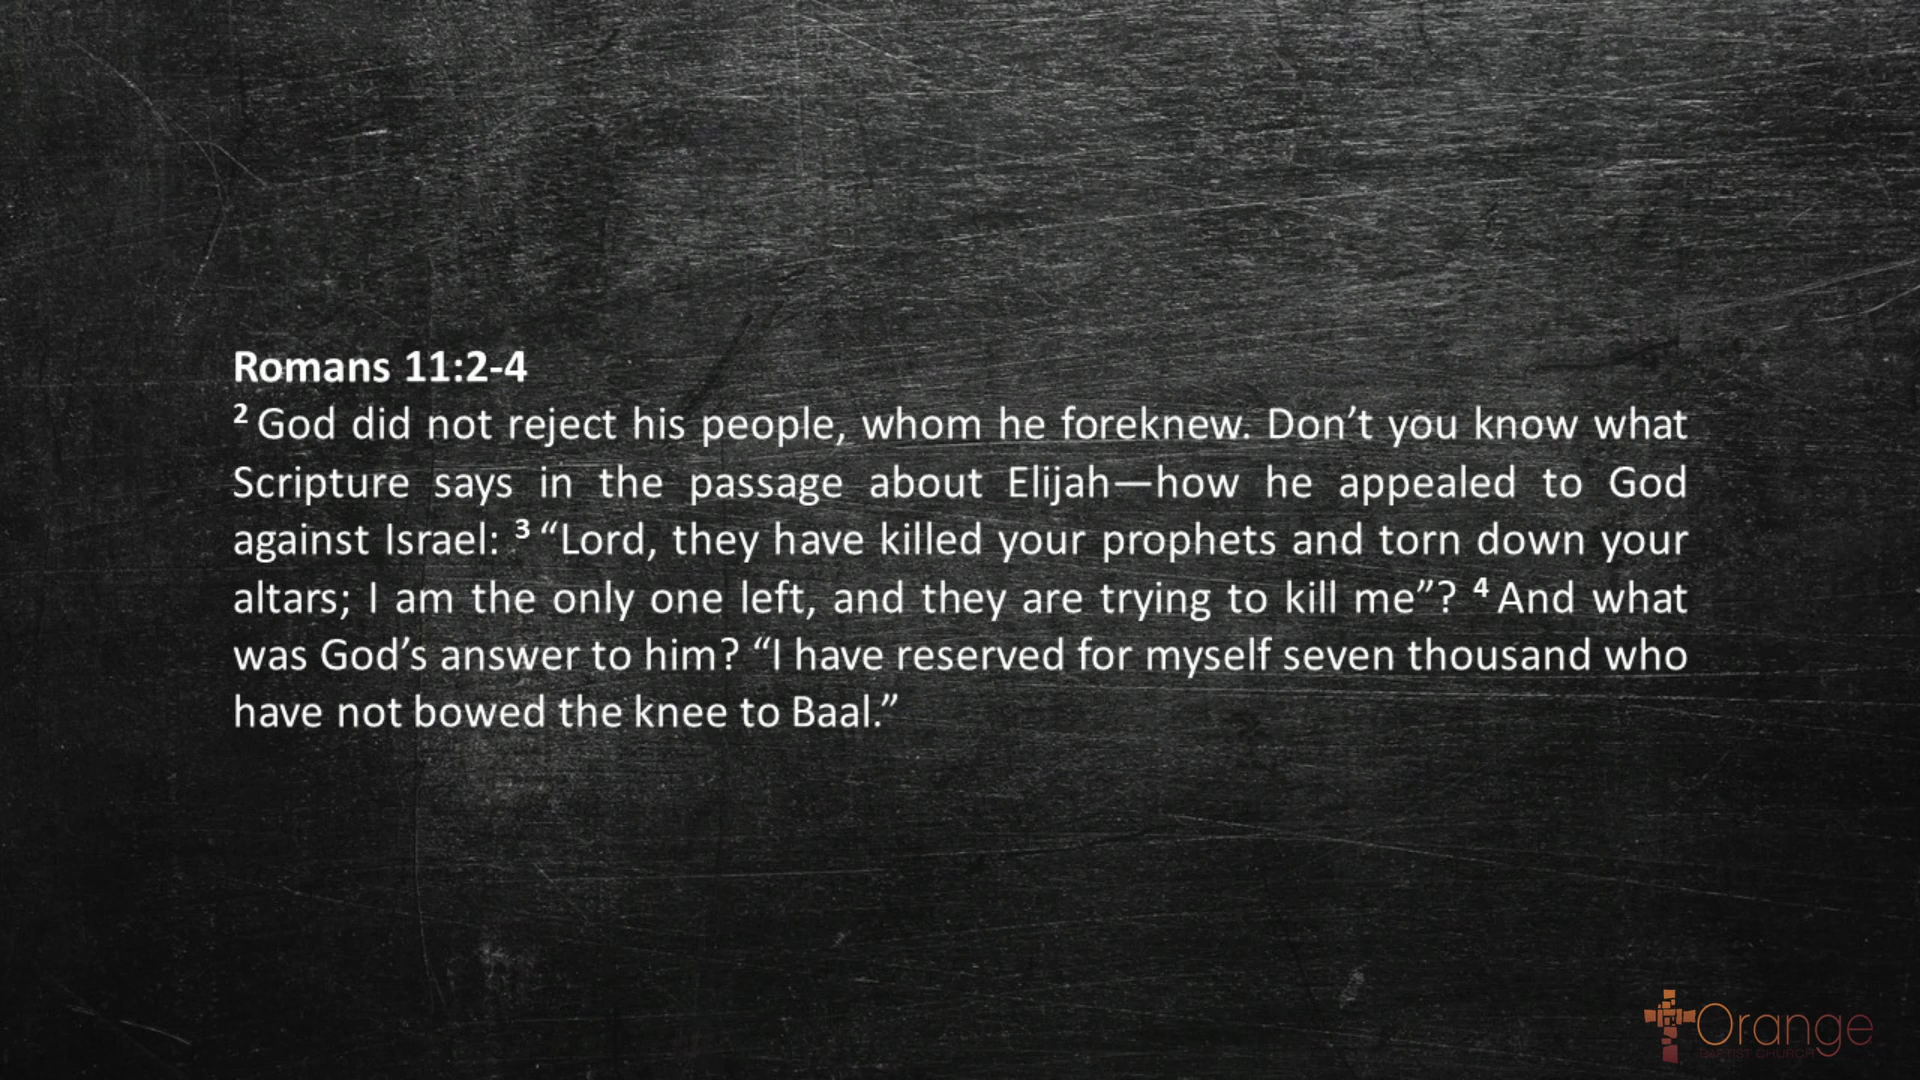 Romans 11:2-4
² God did not reject his people, whom he foreknew. Don’t you know what
Scripture says in the passage about Elijah—how he appealed to God
against Israel: ³ “Lord, they have killed your prophets and torn down your
altars; I am the only one left, and they are trying to kill me”? ⁴ And what
was God’s answer to him? “I have reserved for myself seven thousand who
have not bowed the knee to Baal.”
Orange
BAPTIST CHURCH